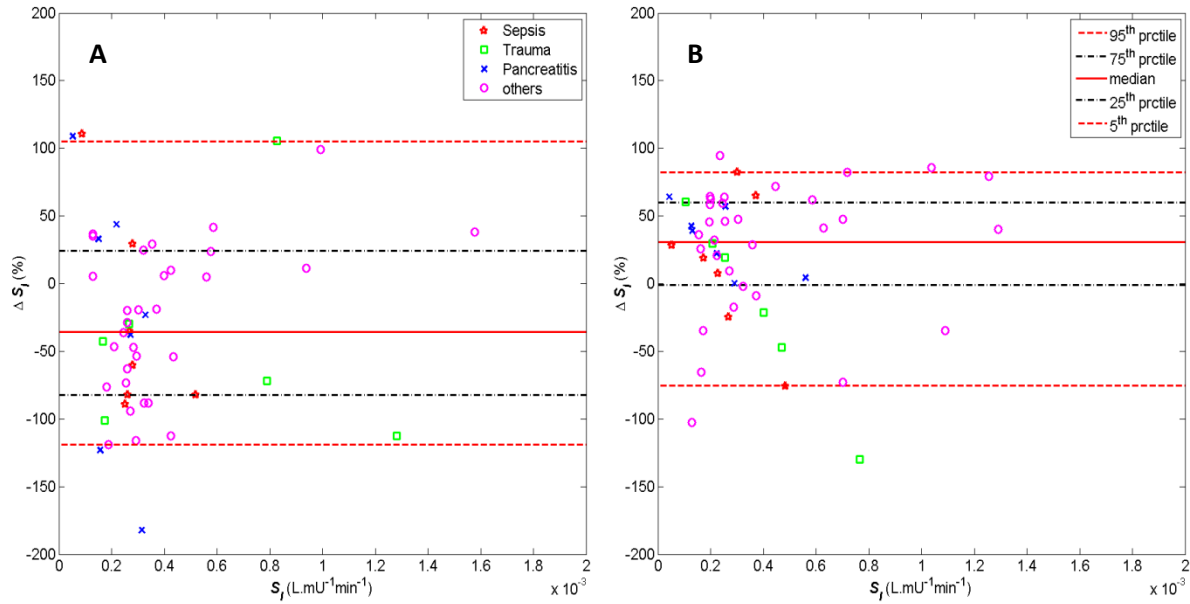 A
Sepsis
Trauma
Pancreatitis
others
200
150
100
50
0
-50
-100
-150
-200
Δ S_I (%)
0 0.2 0.4 0.6 0.8 1 1.2 1.4 1.6 1.8 2
x 10⁻³
S_I (L.mU⁻¹min⁻¹)
B
95th prctile
75th prctile
median
25th prctile
5th prctile
200
150
100
50
0
-50
-100
-150
-200
Δ S_I (%)
0 0.2 0.4 0.6 0.8 1 1.2 1.4 1.6 1.8 2
x 10⁻³
S_I (L.mU⁻¹min⁻¹)